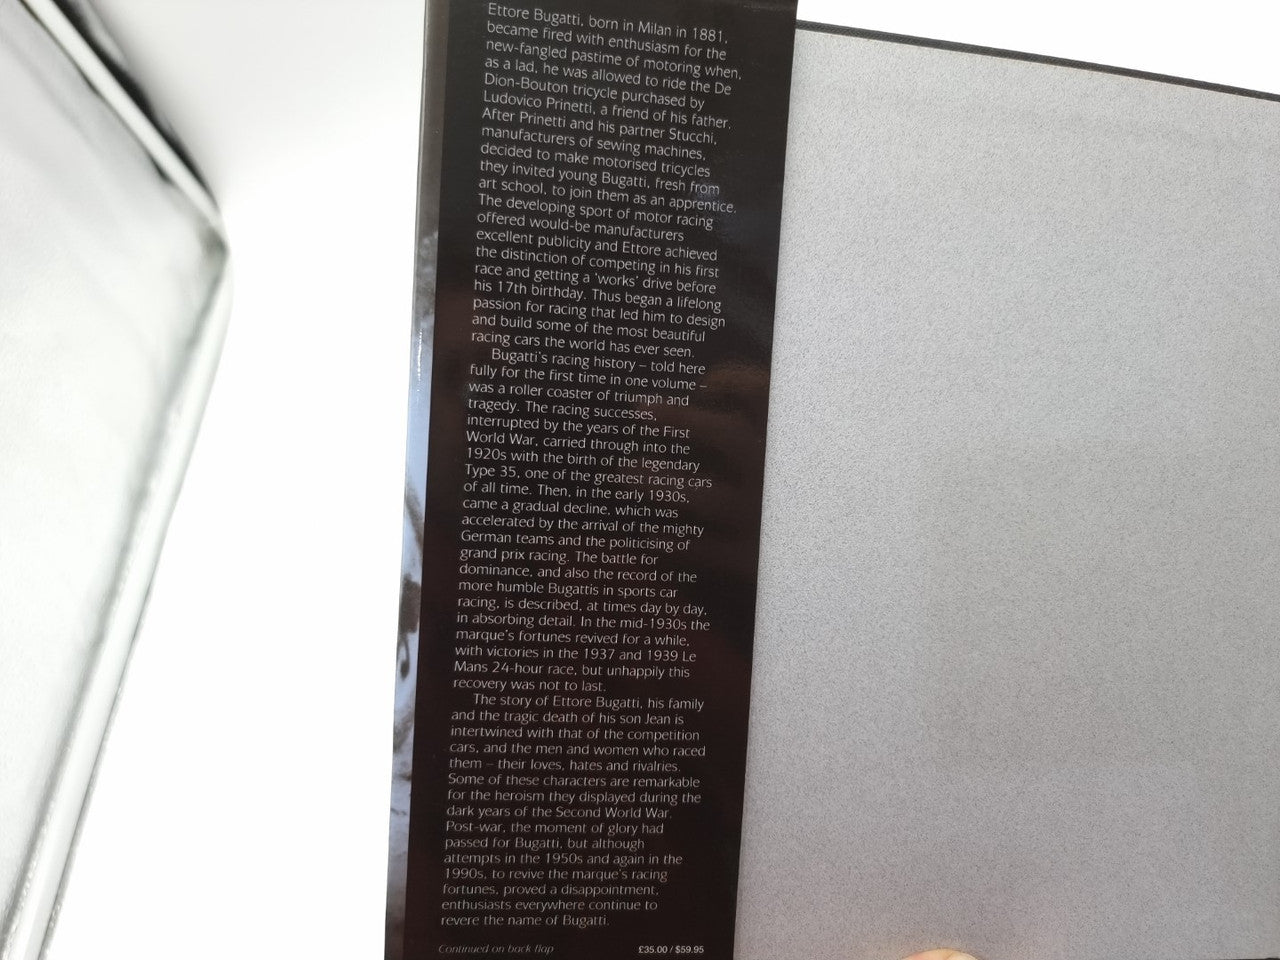 Ettore Bugatti, born in Milan in 1881,
became fired with enthusiasm for the
new-fangled pastime of motoring when,
as a lad, he was allowed to ride the De
Dion-Bouton tricycle purchased by
Ludovico Prinetti, a friend of his father.
After Prinetti and his partner Stucchi,
manufacturers of sewing machines,
decided to make motorised tricycles
they invited young Bugatti, fresh from
art school, to join them as an apprentice.
The developing sport of motor racing
offered would-be manufacturers
excellent publicity and Ettore achieved
the distinction of competing in his first
race and getting a 'works' drive before
his 17th birthday. Thus began a lifelong
passion for racing that led him to design
and build some of the most beautiful
racing cars the world has ever seen.
Bugatti's racing history – told here
fully for the first time in one volume –
was a roller coaster of triumph and
tragedy. The racing successes,
interrupted by the years of the First
World War, carried through into the
1920s with the birth of the legendary
Type 35, one of the greatest racing cars
of all time. Then, in the early 1930s,
came a gradual decline, which was
accelerated by the arrival of the mighty
German teams and the politicising of
grand prix racing. The battle for
dominance, and also the record of the
more humble Bugattis in sports car
racing, is described, at times day by day,
in absorbing detail. In the mid-1930s the
marque's fortunes revived for a while,
with victories in the 1937 and 1939 Le
Mans 24-hour race, but unhappily this
recovery was not to last.
The story of Ettore Bugatti, his family
and the tragic death of his son Jean is
intertwined with that of the competition
cars, and the men and women who raced
them – their loves, hates and rivalries.
Some of these characters are remarkable
for the heroism they displayed during the
dark years of the Second World War.
Post-war, the moment of glory had
passed for Bugatti, but although
attempts in the 1950s and again in the
1990s, to revive the marque's racing
fortunes, proved a disappointment,
enthusiasts everywhere continue to
revere the name of Bugatti.
Continued on back flap
£35.00 / $59.95